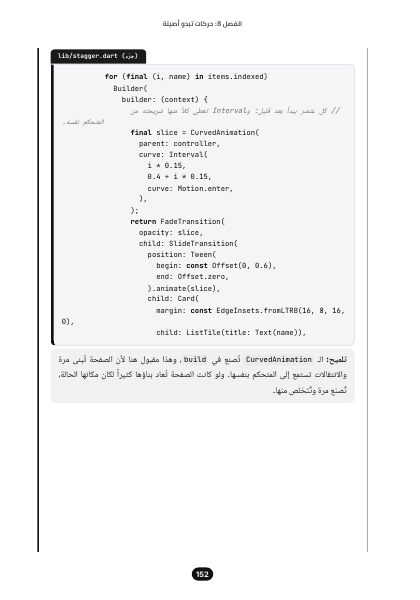 الفصل 8: حركات تبدو أصيلة
lib/stagger.dart (جزء)
for (final (i, name) in items.indexed)
Builder(
builder: (context) {
// كل عنصر يبدأ بعد قليل: وInterval تعطي كلاً منها شريحته من
المتحكم نفسه.
final slice = CurvedAnimation(
parent: controller,
curve: Interval(
i * 0.15,
0.4 + i * 0.15,
curve: Motion.enter,
),
);
return FadeTransition(
opacity: slice,
child: SlideTransition(
position: Tween(
begin: const Offset(0, 0.6),
end: Offset.zero,
).animate(slice),
child: Card(
margin: const EdgeInsets.fromLTRB(16, 8, 16,
0),
child: ListTile(title: Text(name)),
تلميح: الـ CurvedAnimation تُصنع في build، وهذا مقبول هنا لأن الصفحة تُبنى مرة
والانتقالات تستمع إلى المتحكم بنفسها. ولو كانت الصفحة تُعاد بناؤها كثيراً لكان مكانها الحالة،
تُصنع مرة وتُتخلص منها.
152